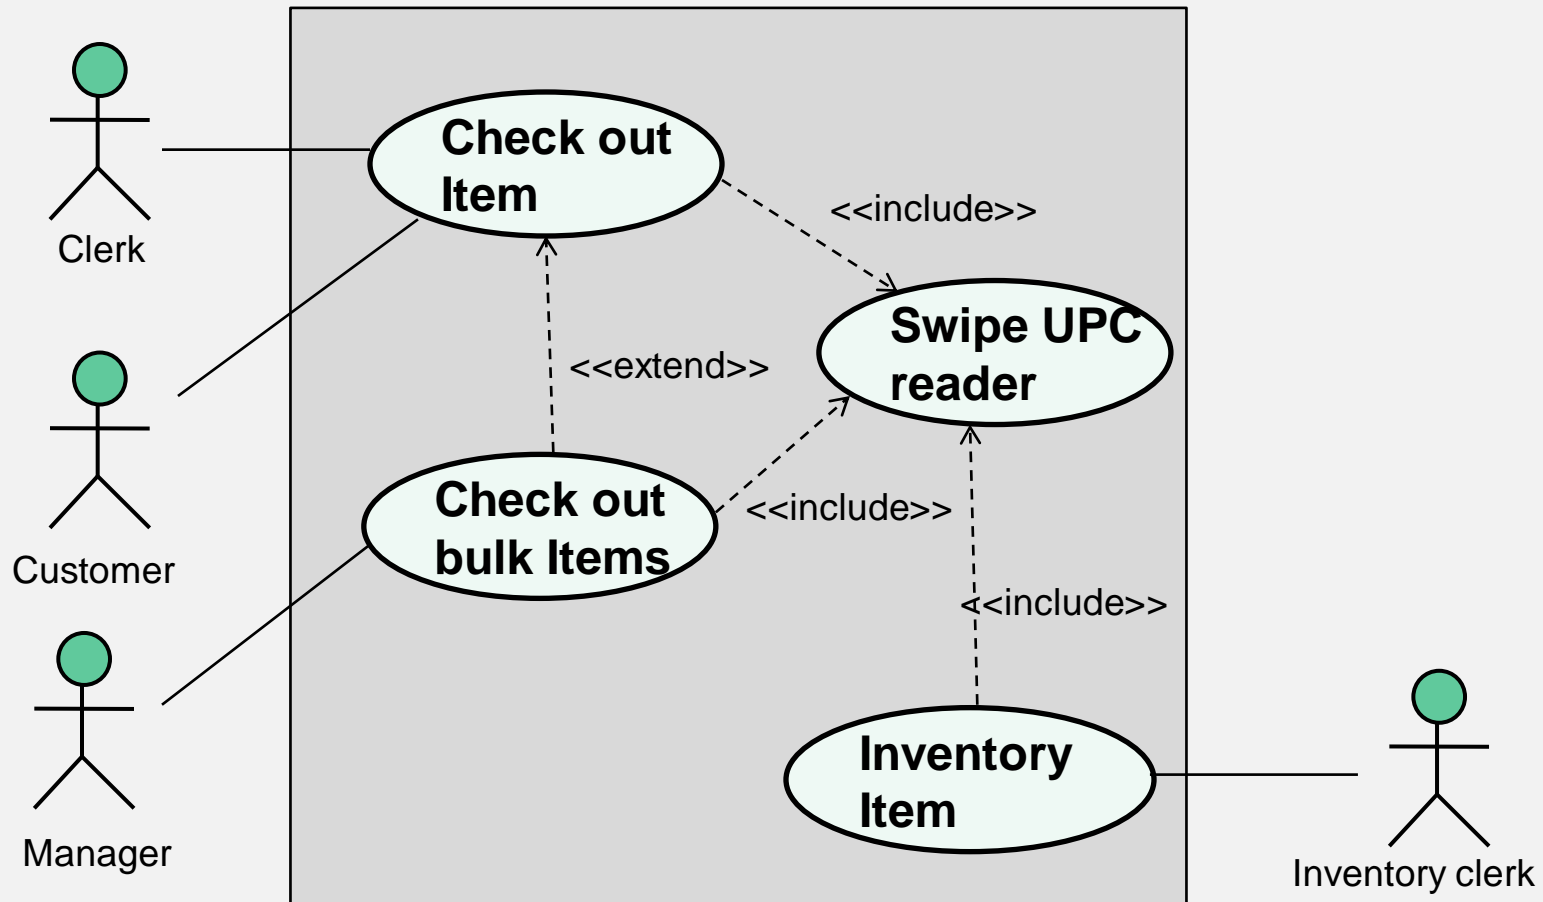 Check out
Item
<<include>>
Clerk
Swipe UPC
reader
<<extend>>
Check out
bulk Items
<<include>>
Customer
<<include>>
Inventory
Item
Manager
Inventory clerk